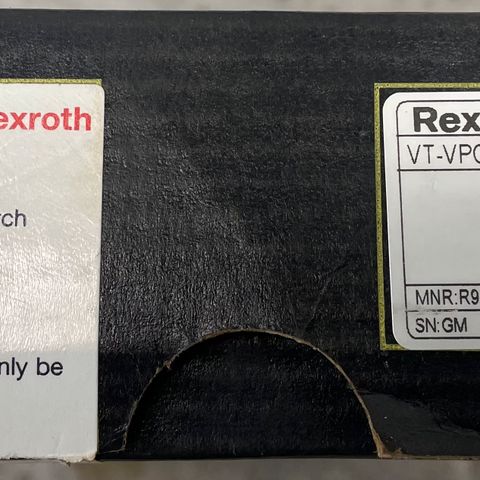 exroth
rch
nly be
Rex
VT-VPC
MNR:R9
SN:GM